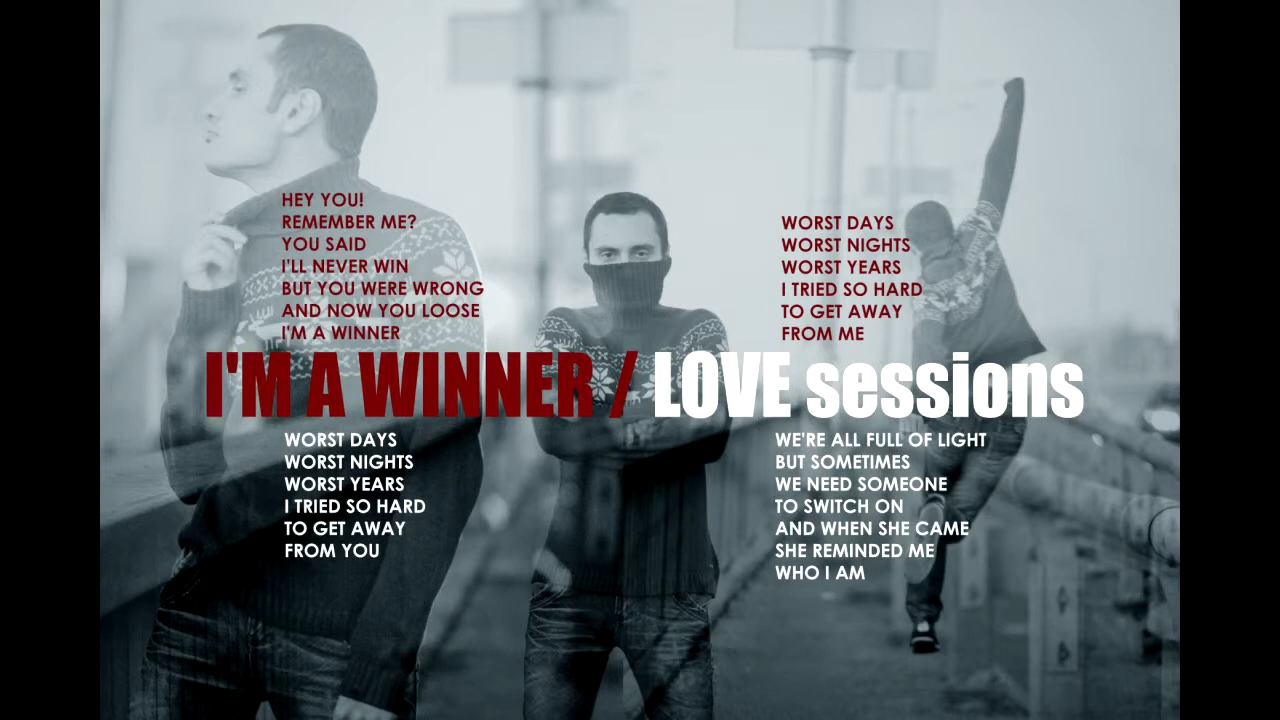 HEY YOU!
REMEMBER ME?
YOU SAID
I'LL NEVER WIN
BUT YOU WERE WRONG
AND NOW YOU LOOSE
I'M A WINNER
WORST DAYS
WORST NIGHTS
WORST YEARS
I TRIED SO HARD
TO GET AWAY
FROM ME
I'M A WINNER / LOVE sessions
WORST DAYS
WORST NIGHTS
WORST YEARS
I TRIED SO HARD
TO GET AWAY
FROM YOU
WE'RE ALL FULL OF LIGHT
BUT SOMETIMES
WE NEED SOMEONE
TO SWITCH ON
AND WHEN SHE CAME
SHE REMINDED ME
WHO I AM